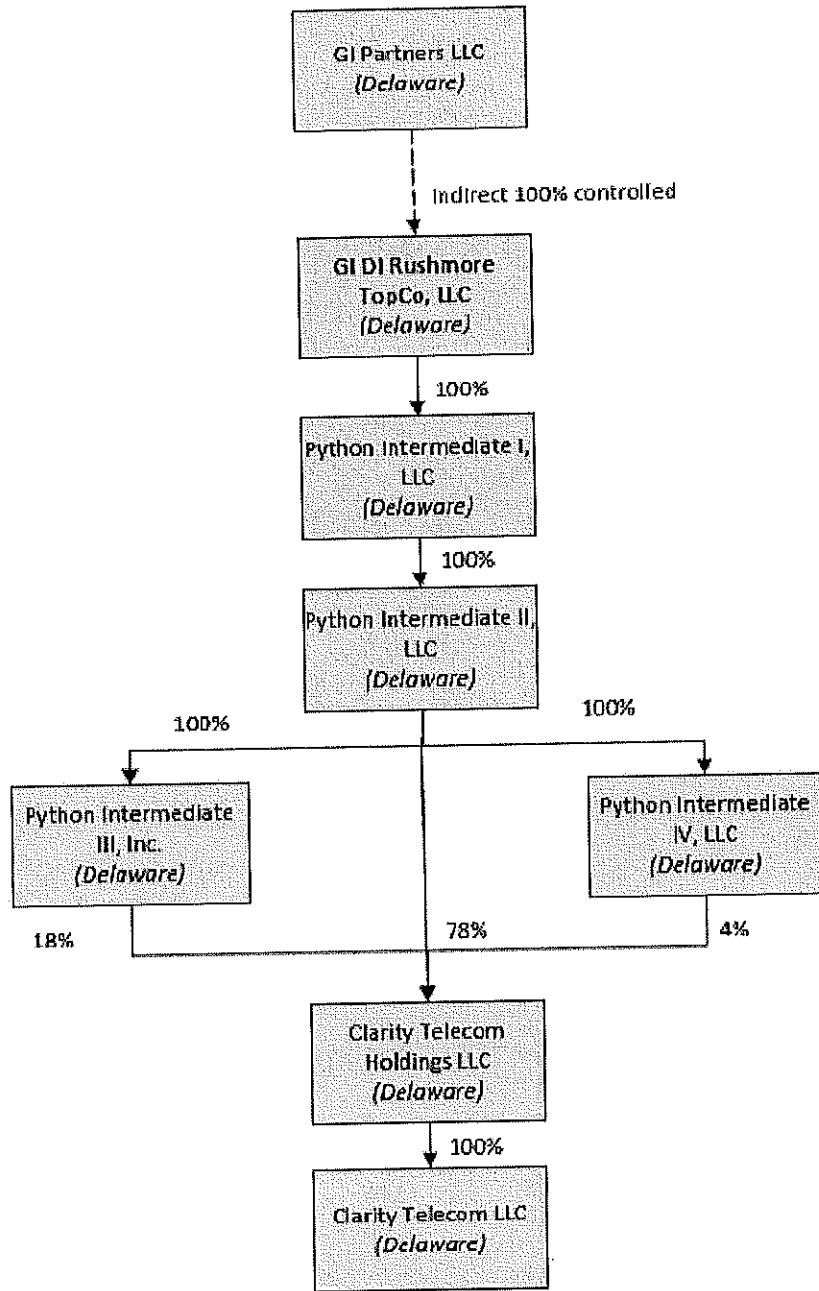 GI Partners LLC
(Delaware)
Indirect 100% controlled
GI DI Rushmore
TopCo, LLC
(Delaware)
100%
Python Intermediate I,
LLC
(Delaware)
100%
Python Intermediate II,
LLC
(Delaware)
100%
100%
Python Intermediate
III, Inc.
(Delaware)
Python Intermediate
IV, LLC
(Delaware)
18%
78%
4%
Clarity Telecom
Holdings LLC
(Delaware)
100%
Clarity Telecom LLC
(Delaware)